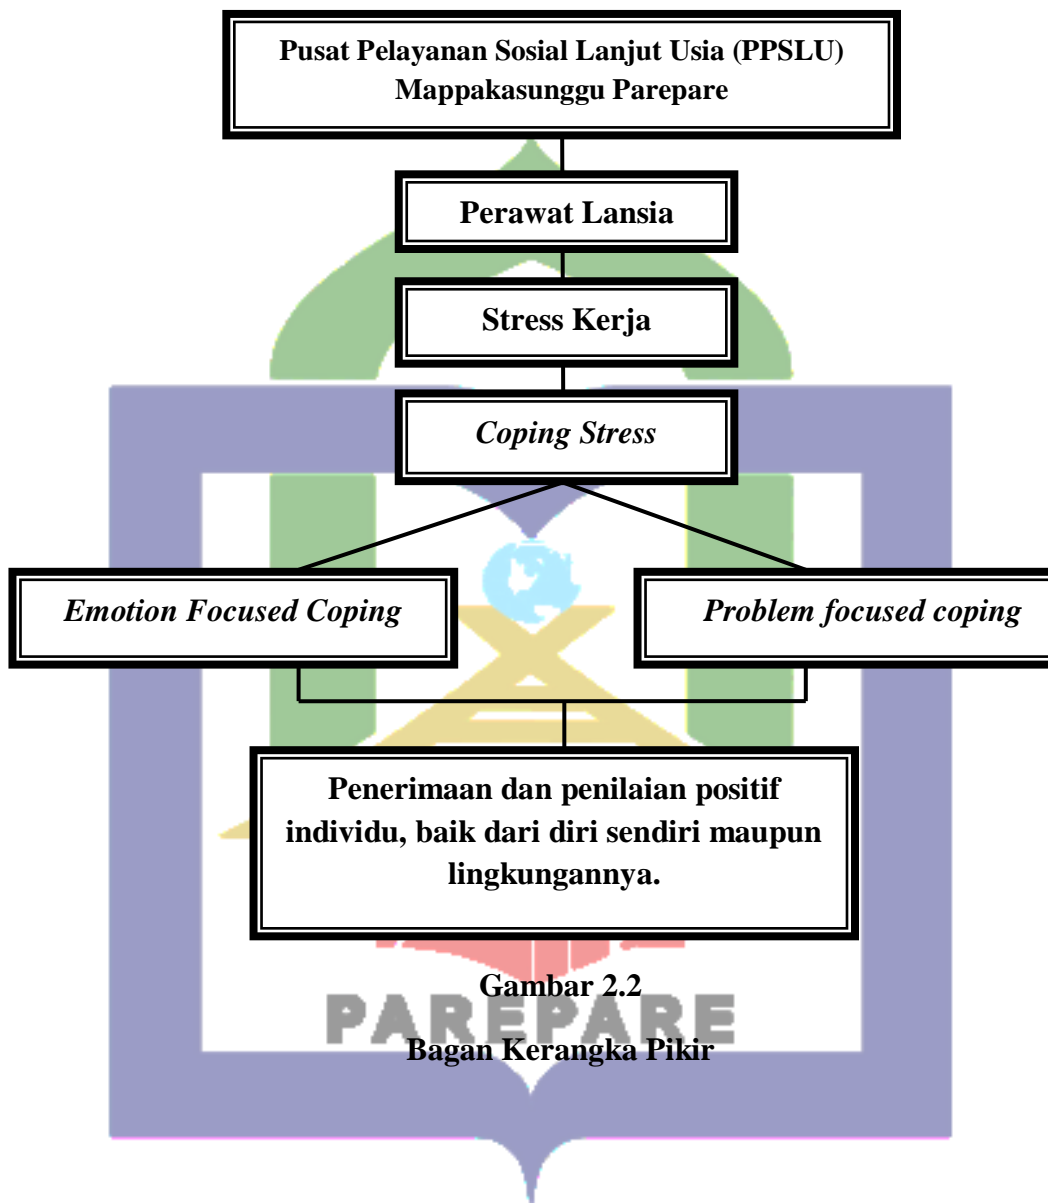 Pusat Pelayanan Sosial Lanjut Usia (PPSLU)
Mappakasunggu Parepare
Perawat Lansia
Stress Kerja
Coping Stress
Emotion Focused Coping
Problem focused coping
Penerimaan dan penilaian positif
individu, baik dari diri sendiri maupun
lingkungannya.
Gambar 2.2
PAREPARE
Bagan Kerangka Pikir